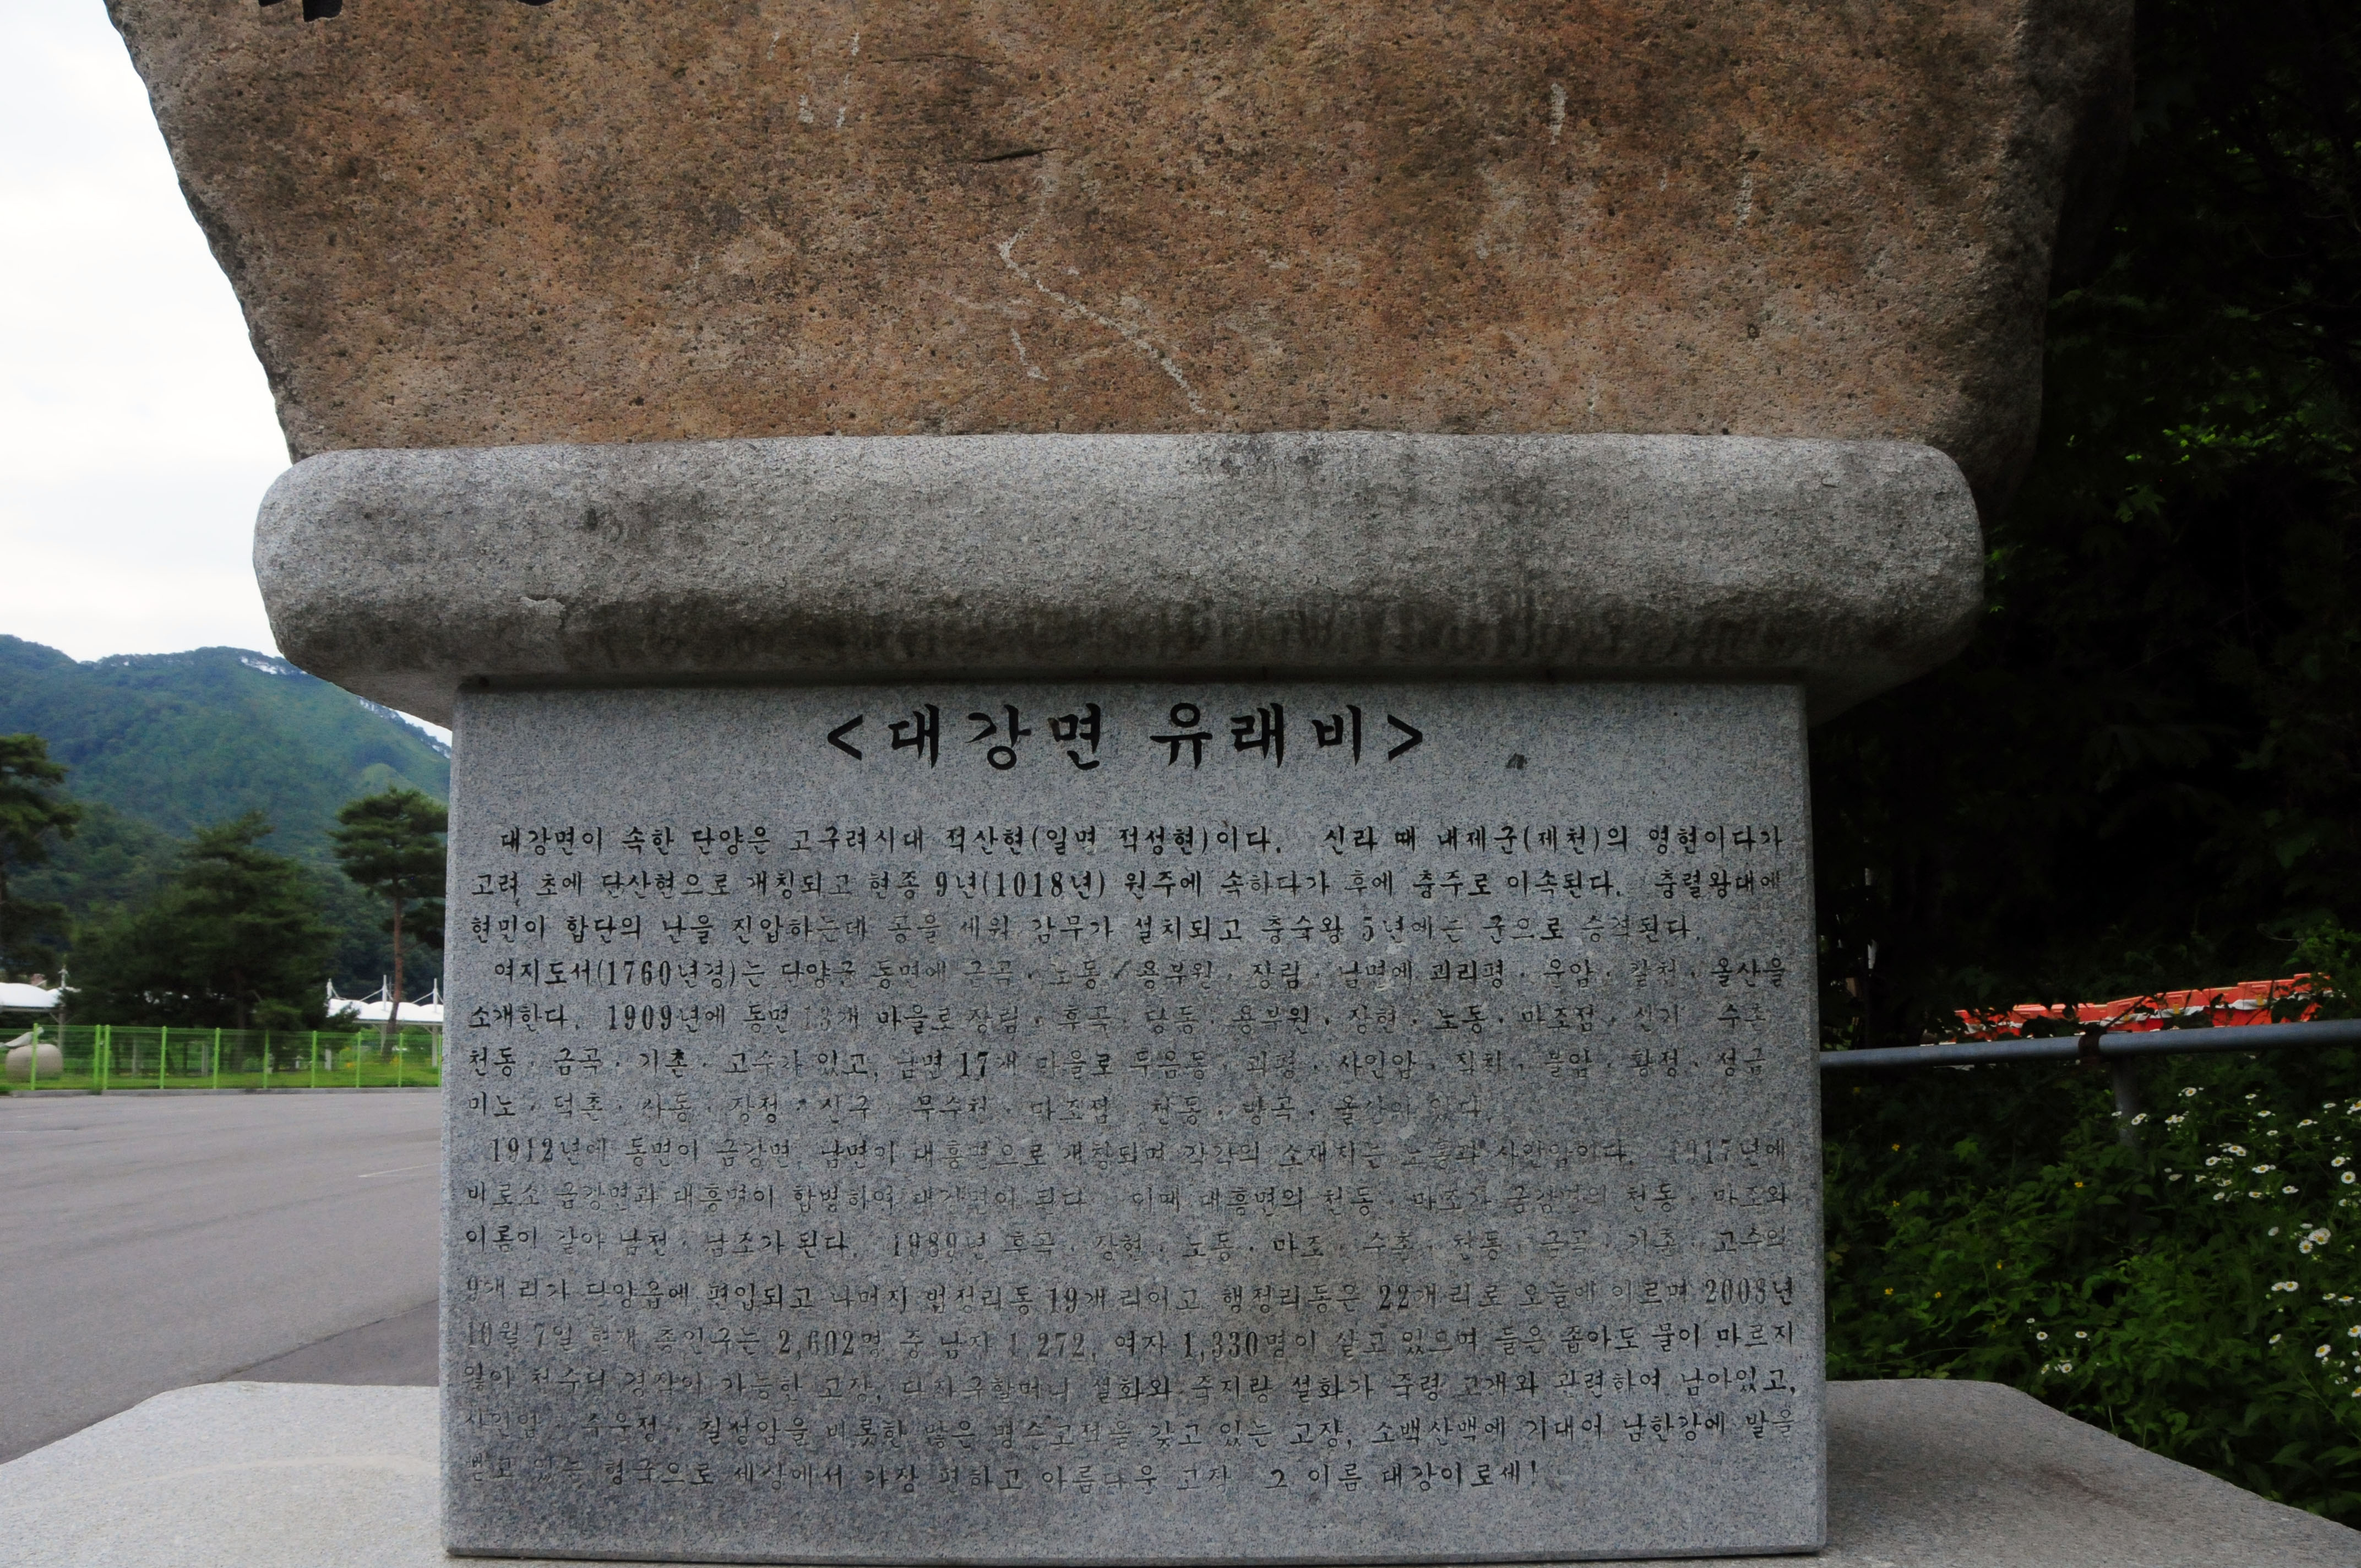 <대강면 유래비>
대강면이 속한 단양은 고구려시대 적산현(일명 적성현)이다. 신라 때 내제군(제천)의 영현이다가
고려 초에 단산현으로 개칭되고 현종 9년(1018년) 원주에 속하다가 후에 충주로 이속된다. 충렬왕대에
현민이 합단의 난을 진압하는데 공을 세워 감무가 설치되고 충숙왕 5년에는 군으로 승격된다.
여지도서(1760년경)는 단양군 동면에 금곡·노동·용부원·장림·남면에 괴리평·운암·갈천·올산을
소개한다. 1909년에 동면 13개 마을로 장림·후곡·당동·용부원·장현·노동·마조점·신기 수촌
천동·금곡·기촌·고수가 있고, 남면 17개 마을로 두음동·괴평·사인암·직치·불암·황정·성금
미노·덕촌·사동·장정·신구 무수천·마조점 천동·방곡·올산이 있다.
1912년에 동면이 금강면, 남면이 대흥면으로 개칭되며 각각의 소재지는 노동과 사인암이다. 1917년에
비로소 금강면과 대흥면이 합병하여 대강면이 된다 이때 대흥면의 천동·마조가 금강면의 천동·마조와
이름이 같아 남천·남조가 된다. 1989년 후곡·장현·노동·마조·수촌·천동·금곡·기촌·고수의
9개 리가 단양읍에 편입되고 나머지 법정리동 19개 리이고 행정리동은 22개 리로 오늘에 이르며 2008년
10월 7일 현재 총인구는 2,602명 중 남자 1,272, 여자 1,330명이 살고 있으며 들은 좁아도 물이 마르지
않아 천수답 경작이 가능한 고장, 다자구할머니 설화와 죽지랑 설화가 죽령 고개와 관련하여 남아있고,
사인암·수운정·칠성암을 비롯한 많은 명승고적을 갖고 있는 고장, 소백산맥에 기대어 남한강에 발을
뻗고 있는 형국으로 세상에서 가장 편하고 아름다운 고장 그 이름 대강이로세!